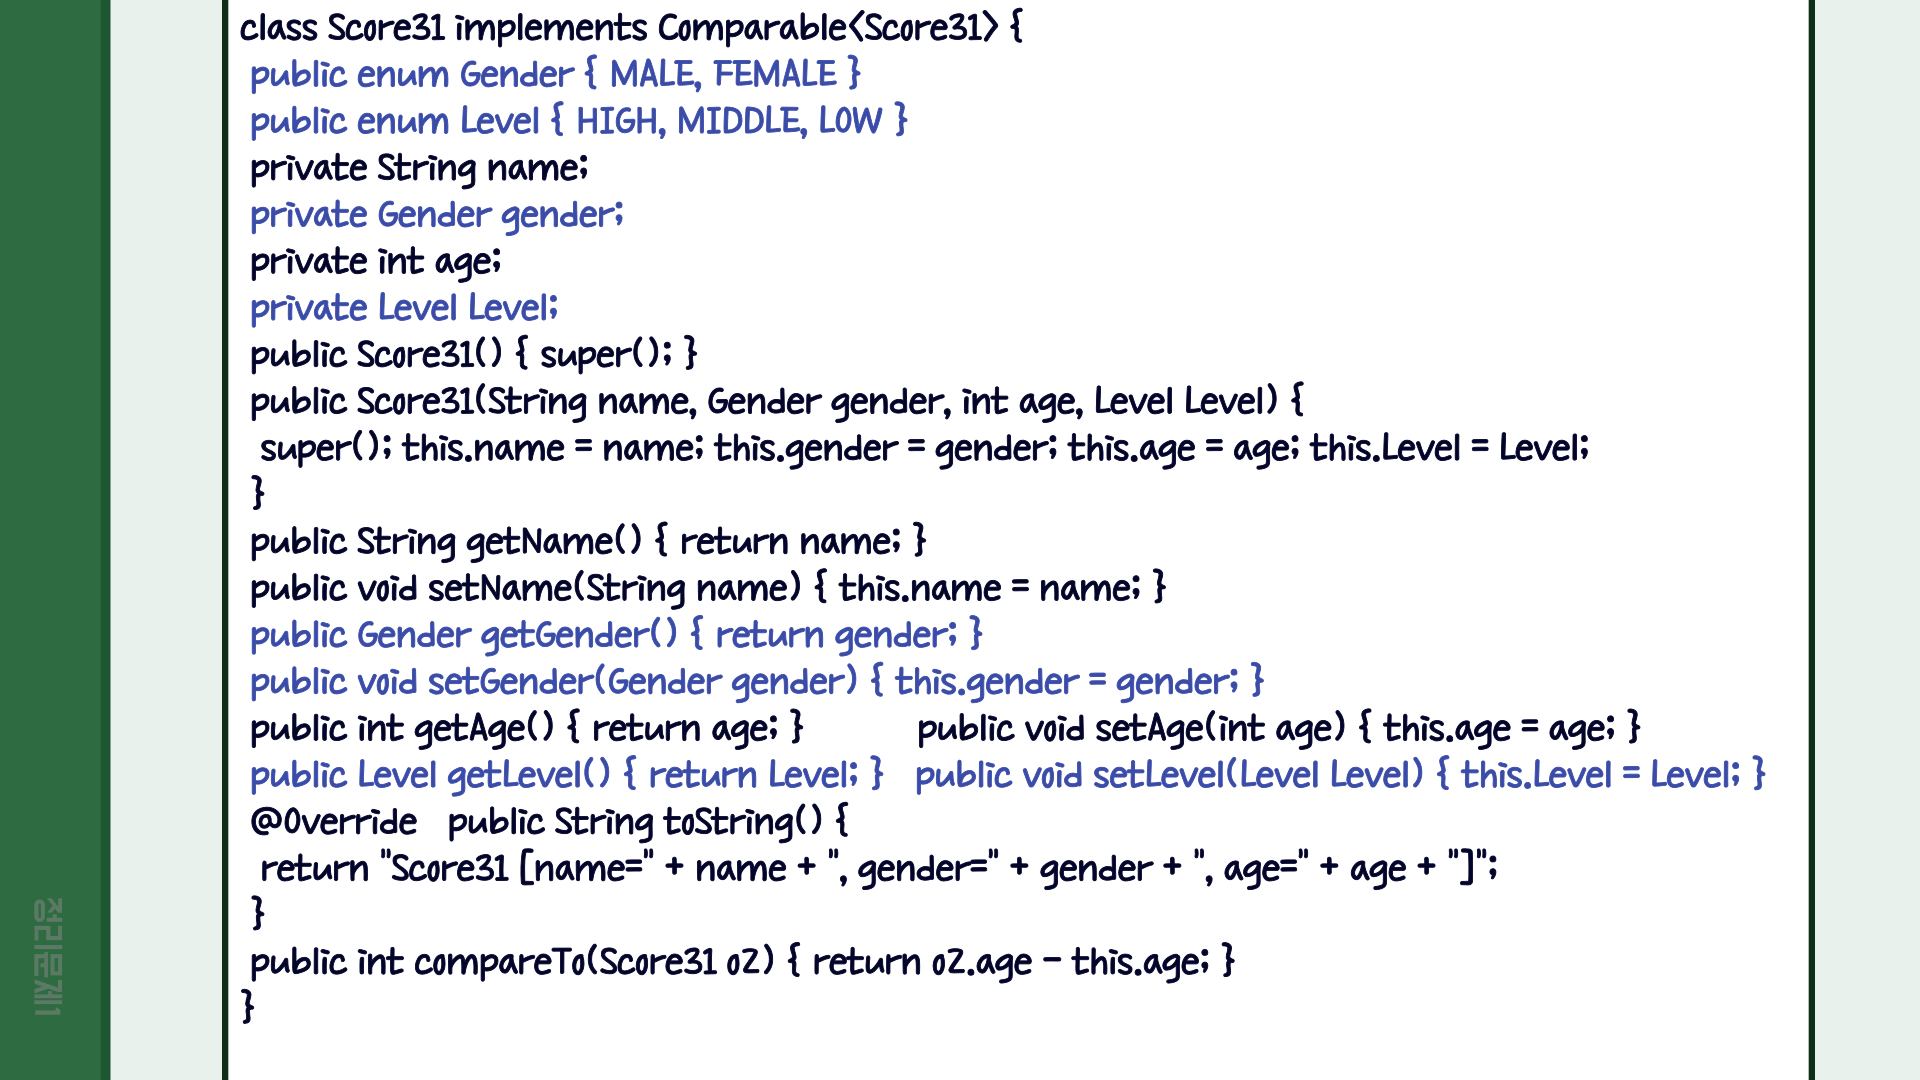 class Score31 implements Comparable<Score31> {
public enum Gender { MALE, FEMALE }
public enum Level { HIGH, MIDDLE, LOW }
private String name;
private Gender gender;
private int age;
private Level Level;
public Score31() { super(); }
public Score31(String name, Gender gender, int age, Level Level) {
super(); this.name = name; this.gender = gender; this.age = age; this.Level = Level;
}
public String getName() { return name; }
public void setName(String name) { this.name = name; }
public Gender getGender() { return gender; }
public void setGender(Gender gender) { this.gender = gender; }
public int getAge() { return age; } public void setAge(int age) { this.age = age; }
public Level getLevel() { return Level; } public void setLevel(Level Level) { this.Level = Level; }
@Override public String toString() {
return "Score31 [name=" + name + ", gender=" + gender + ", age=" + age + "]";
}
public int compareTo(Score31 o2) { return o2.age - this.age; }
}
정리문제1